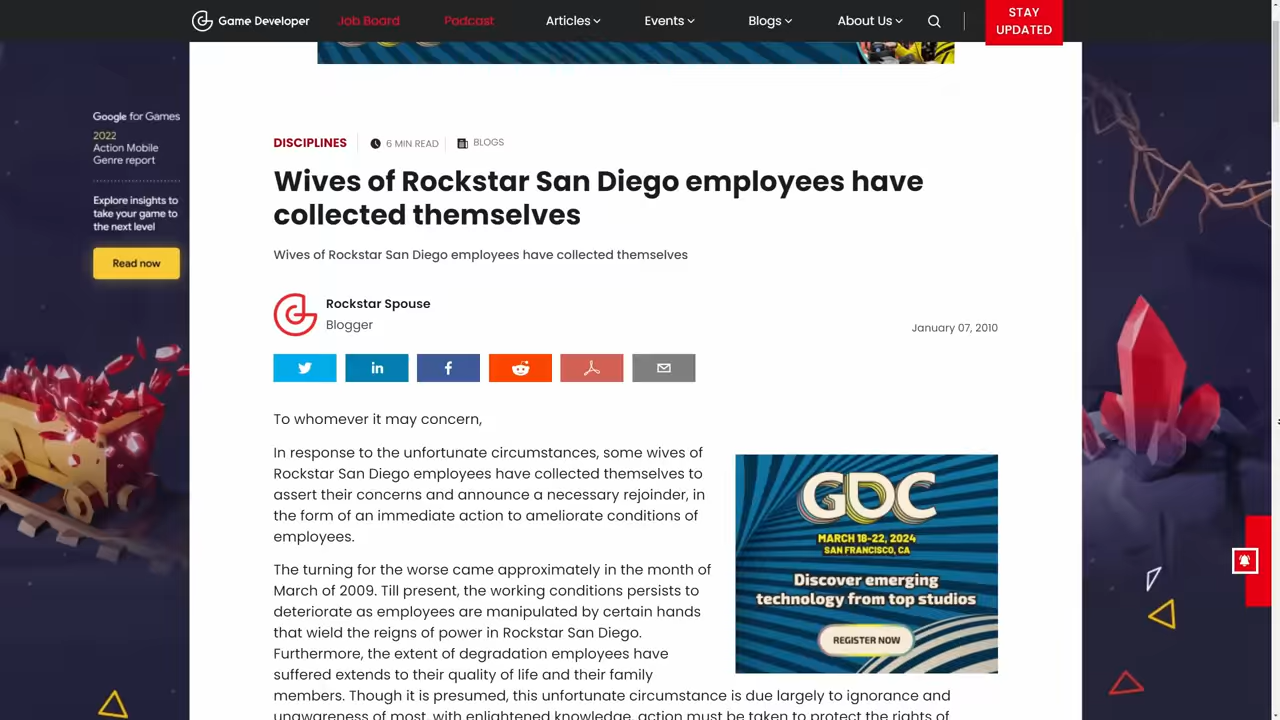 Game Developer
Job Board
Podcast
Articles
Events
Blogs
About Us
STAY
UPDATED
Google for Games
2022
Action Mobile
Genre report
Explore insights to
take your game to
the next level
Read now
DISCIPLINES
6 MIN READ
BLOGS
Wives of Rockstar San Diego employees have
collected themselves
Wives of Rockstar San Diego employees have collected themselves
Rockstar Spouse
Blogger
January 07, 2010
in
f
To whomever it may concern,
In response to the unfortunate circumstances, some wives of
Rockstar San Diego employees have collected themselves to
assert their concerns and announce a necessary rejoinder, in
the form of an immediate action to ameliorate conditions of
employees.
The turning for the worse came approximately in the month of
March of 2009. Till present, the working conditions persists to
deteriorate as employees are manipulated by certain hands
that wield the reigns of power in Rockstar San Diego.
Furthermore, the extent of degradation employees have
suffered extends to their quality of life and their family
members. Though it is presumed, this unfortunate circumstance is due largely to ignorance and
unawareness of most, with enlightened knowledge, action must be taken to protect the rights of
GDC
MARCH 18-22, 2024
SAN FRANCISCO, CA
Discover emerging
technology from top studios
REGISTER NOW